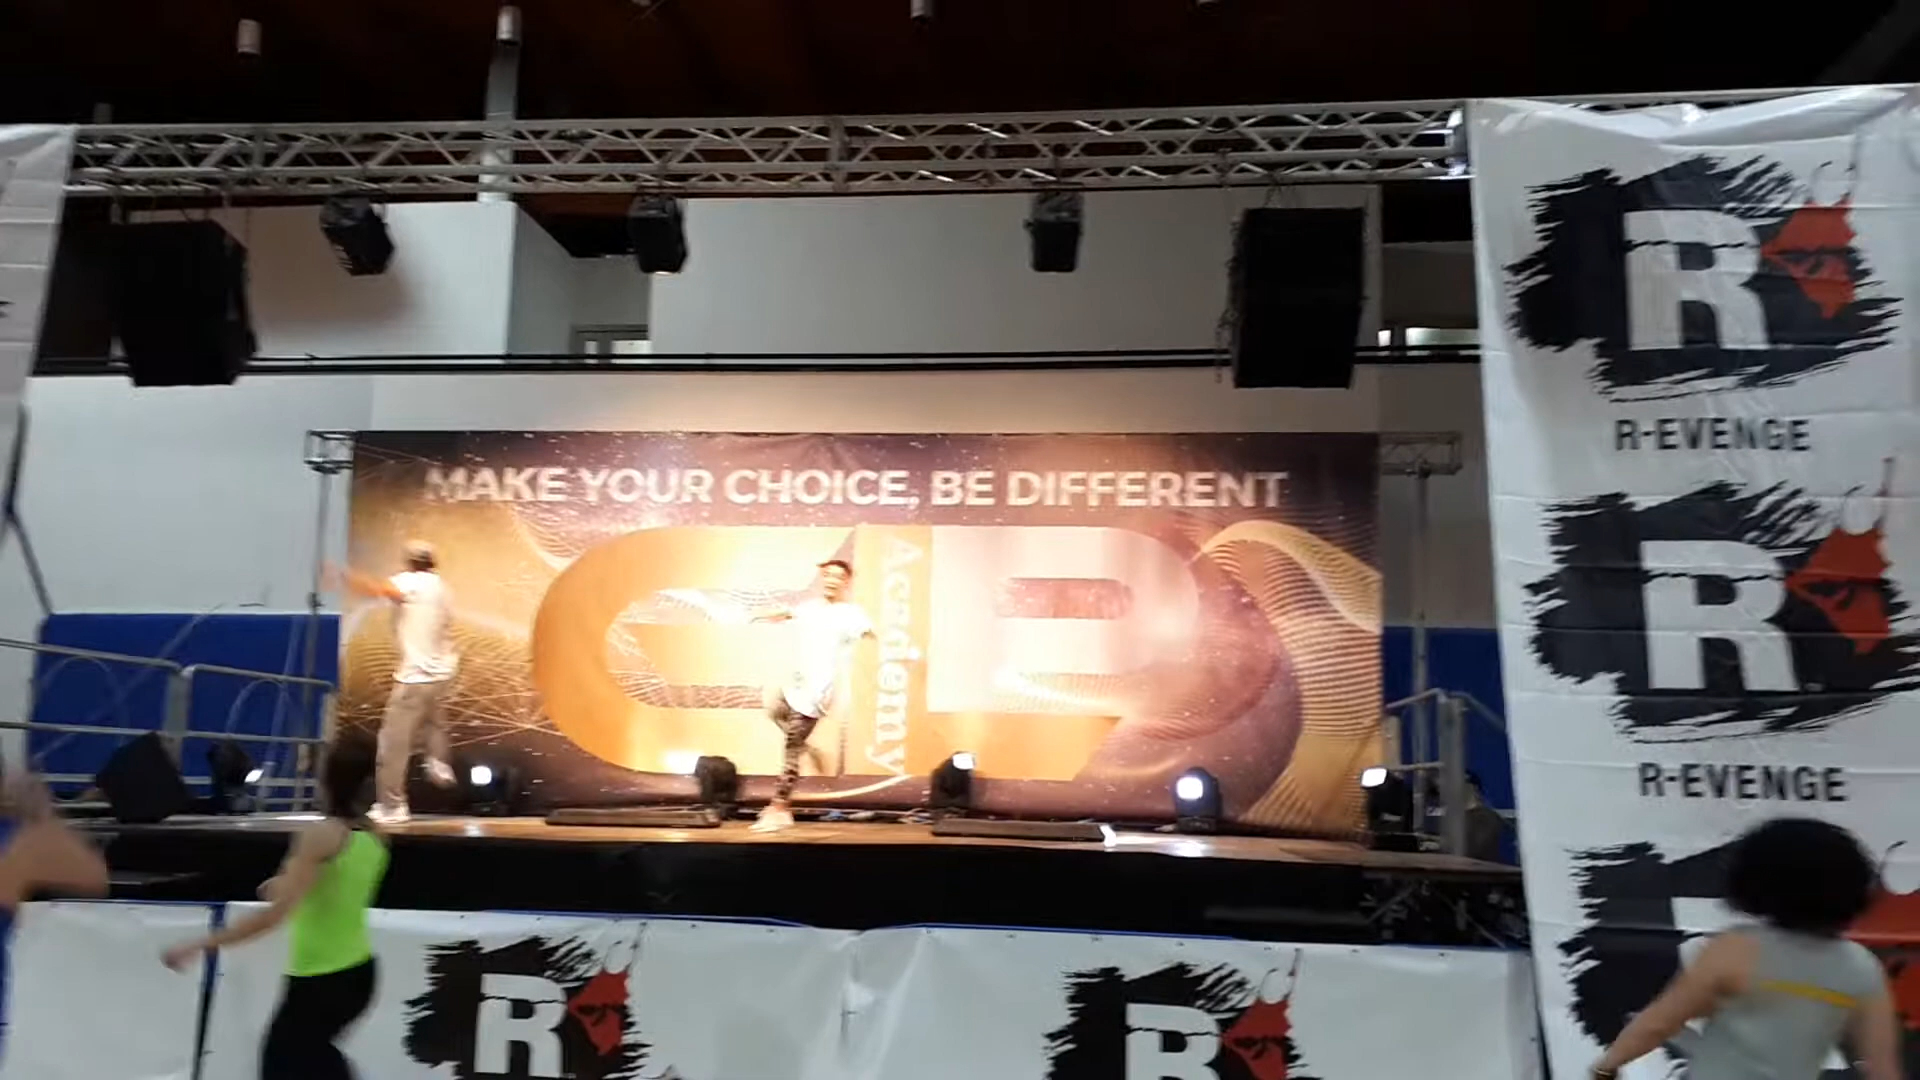 MAKE YOUR CHOICE, BE DIFFERENT
Academy
R
R-EVENGE
R
R-EVENGE
R
R